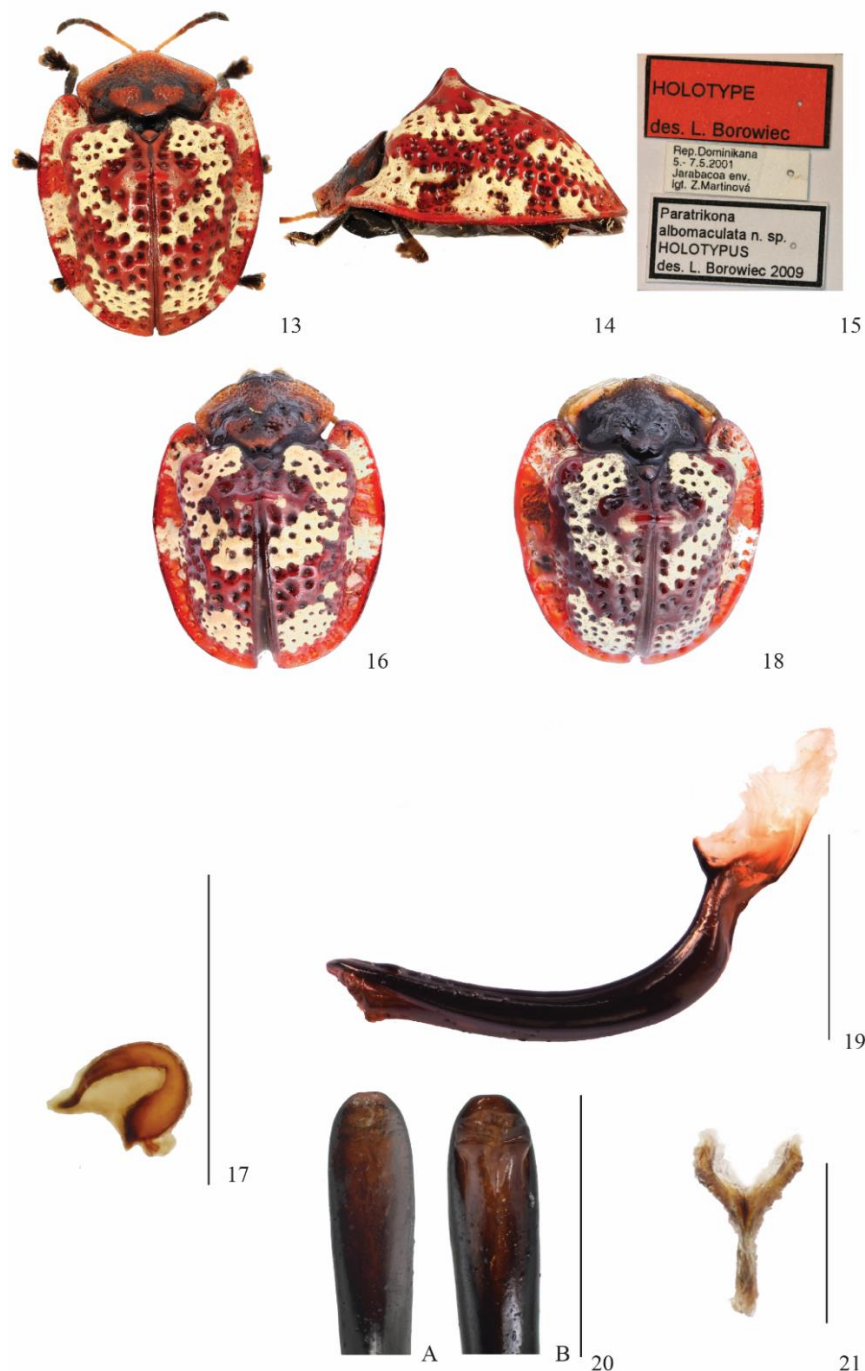 HOLOTYPE
des. L. Borowiec
Rep.Dominikana
5.- 7.5.2001
Jarabacoa env.
lgt. Z.Martinová
Paratrikona
albomaculata n. sp.
HOLOTYPUS
des. L. Borowiec 2009
13
14
15
16
18
17
19
A
B
20
21